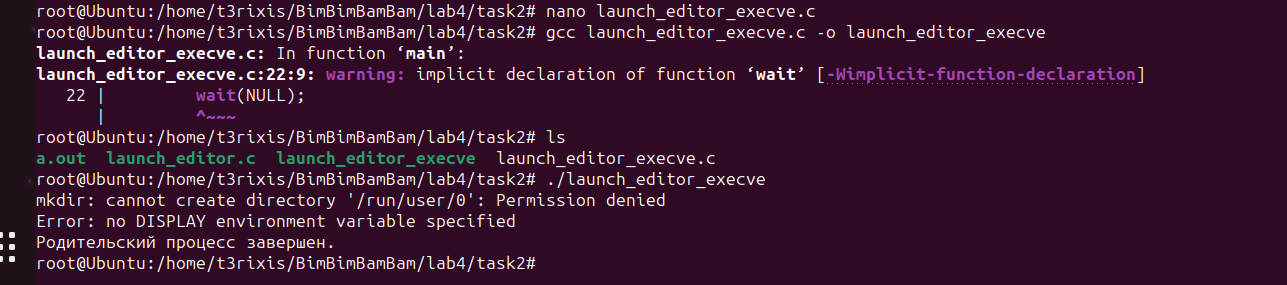 root@Ubuntu:/home/t3rixis/BimBimBamBam/lab4/task2# nano launch_editor_execve.c
root@Ubuntu:/home/t3rixis/BimBimBamBam/lab4/task2# gcc launch_editor_execve.c -o launch_editor_execve
launch_editor_execve.c: In function ‘main’:
launch_editor_execve.c:22:9: warning: implicit declaration of function ‘wait’ [-Wimplicit-function-declaration]
   22 |         wait(NULL);
      |         ^~~~
root@Ubuntu:/home/t3rixis/BimBimBamBam/lab4/task2# ls
a.out  launch_editor.c  launch_editor_execve  launch_editor_execve.c
root@Ubuntu:/home/t3rixis/BimBimBamBam/lab4/task2# ./launch_editor_execve
mkdir: cannot create directory '/run/user/0': Permission denied
Error: no DISPLAY environment variable specified
Родительский процесс завершен.
root@Ubuntu:/home/t3rixis/BimBimBamBam/lab4/task2#